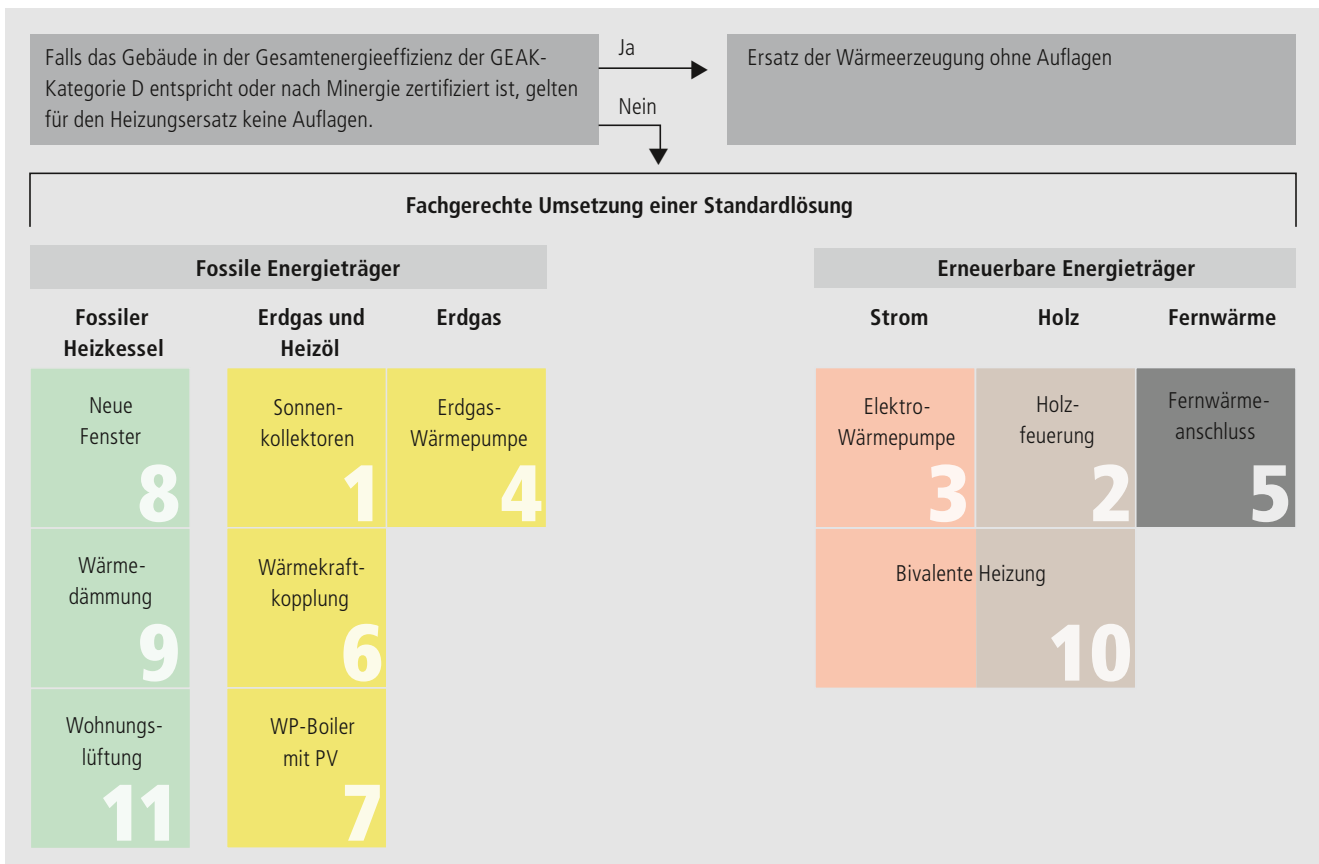 Falls das Gebäude in der Gesamtenergieeffizienz der GEAK-
Kategorie D entspricht oder nach Minergie zertifiziert ist, gelten
für den Heizungsersatz keine Auflagen.
Ja
Nein
Ersatz der Wärmeerzeugung ohne Auflagen
Fachgerechte Umsetzung einer Standardlösung
Fossile Energieträger
Fossiler
Heizkessel
Erdgas und
Heizöl
Erdgas
Neue
Fenster
8
Sonnen-
kollektoren
1
Erdgas-
Wärmepumpe
4
Wärme-
dämmung
9
Wärmekraft-
kopplung
6
Wohnungs-
lüftung
11
WP-Boiler
mit PV
7
Erneuerbare Energieträger
Strom
Holz
Fernwärme
Elektro-
Wärmepumpe
3
Holz-
feuerung
2
Fernwärme-
anschluss
5
Bivalente Heizung
10